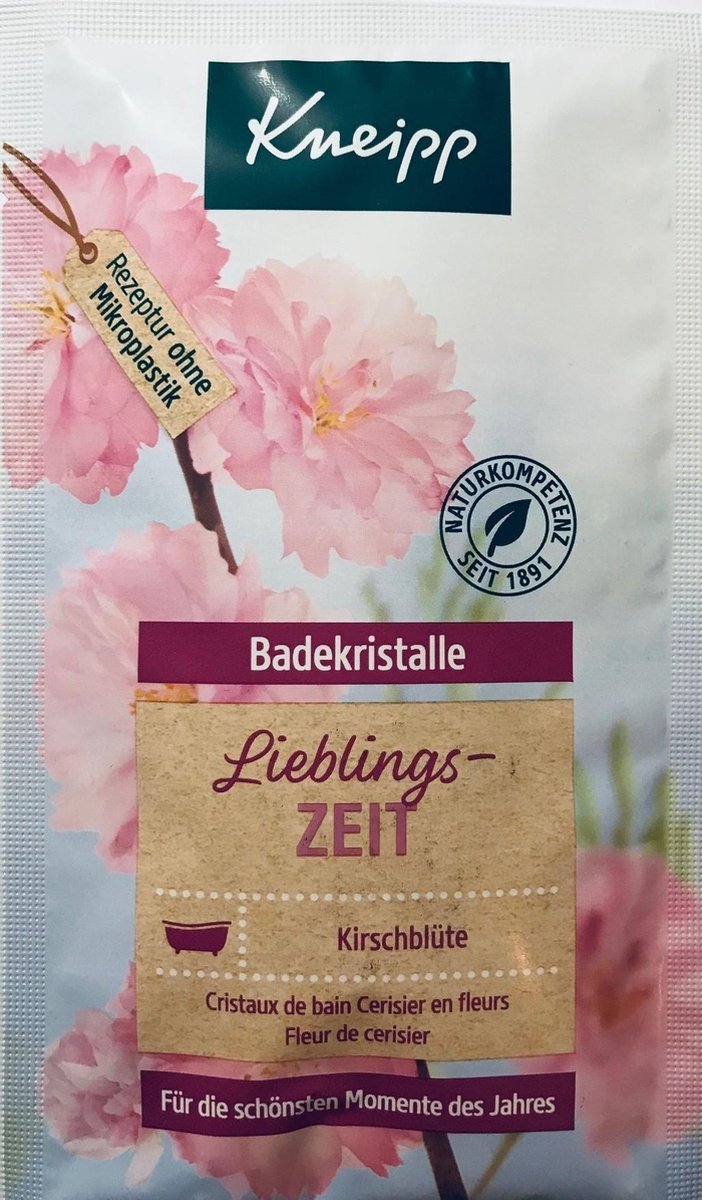 Kneipp
Rezeptur ohne
Mikroplastik
NATURKOMPETENZ
SEIT 1891
Badekristalle
Lieblings-
ZEIT
Kirschblüte
Cristaux de bain Cerisier en fleurs
Fleur de cerisier
Für die schönsten Momente des Jahres